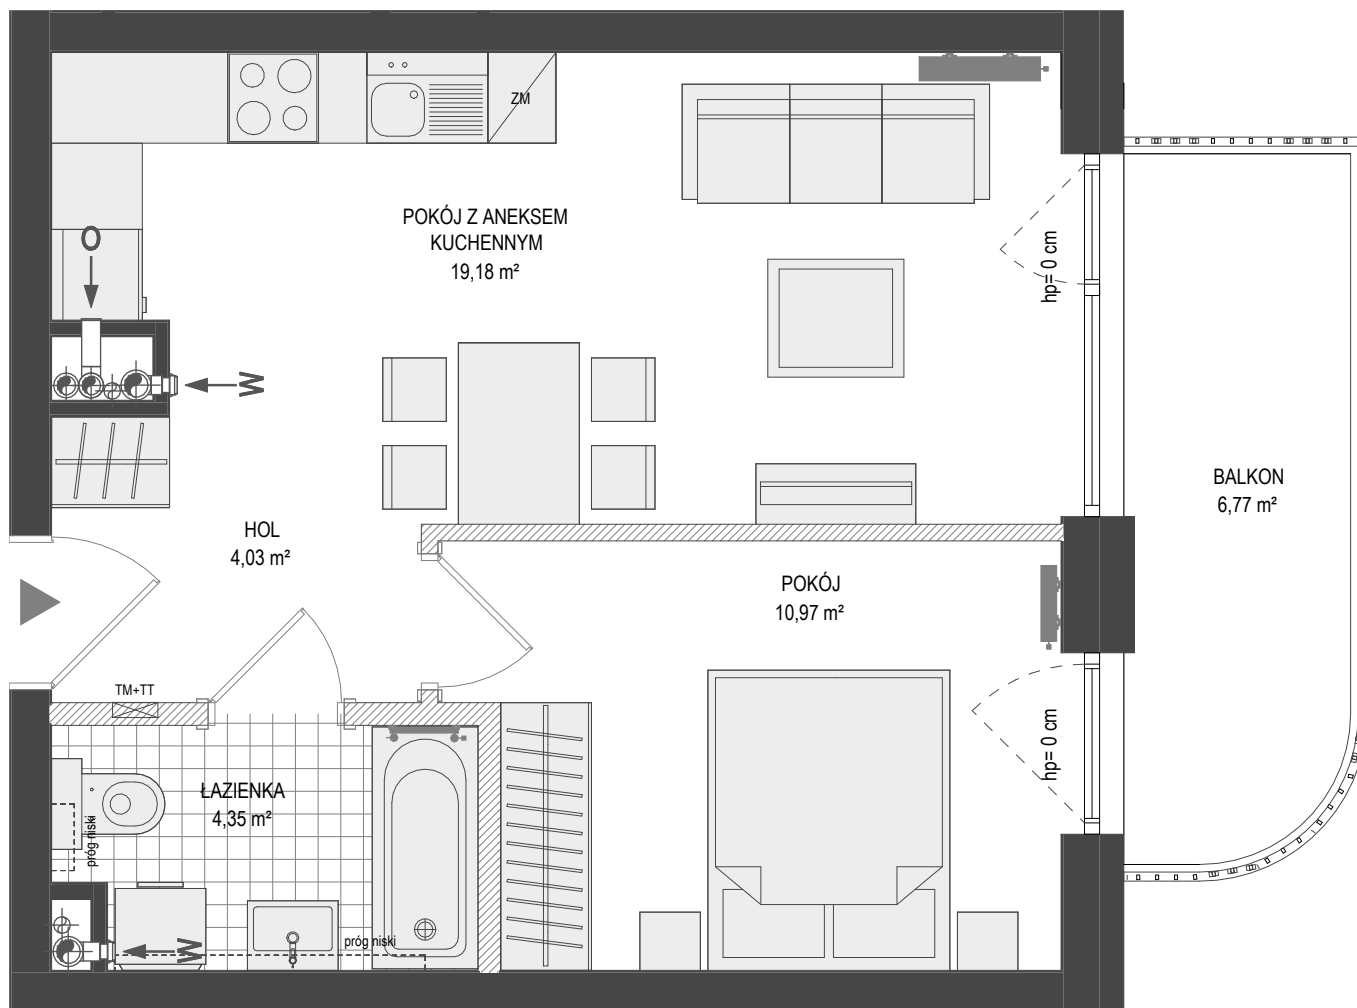 ZM
POKÓJ Z ANEKSEM
KUCHENNYM
19,18 m²
O
hp= 0 cm
W
BALKON
6,77 m²
HOL
4,03 m²
POKÓJ
10,97 m²
TM+TT
hp= 0 cm
ŁAZIENKA
4,35 m²
próg niski
W
próg niski